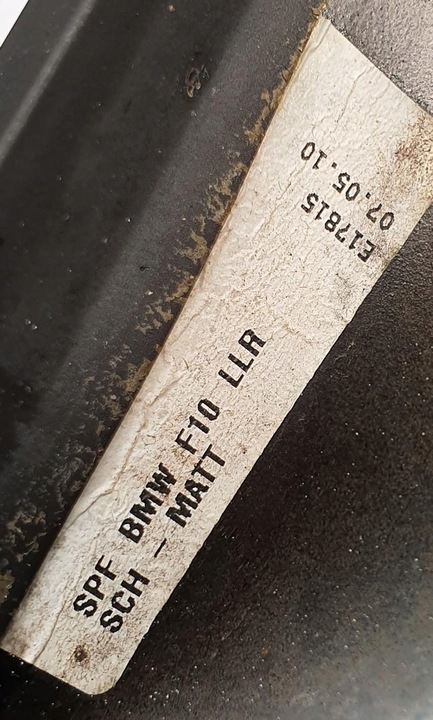 SPF BMW F10 LLR
SCH - MATT
E17815
07.05.10